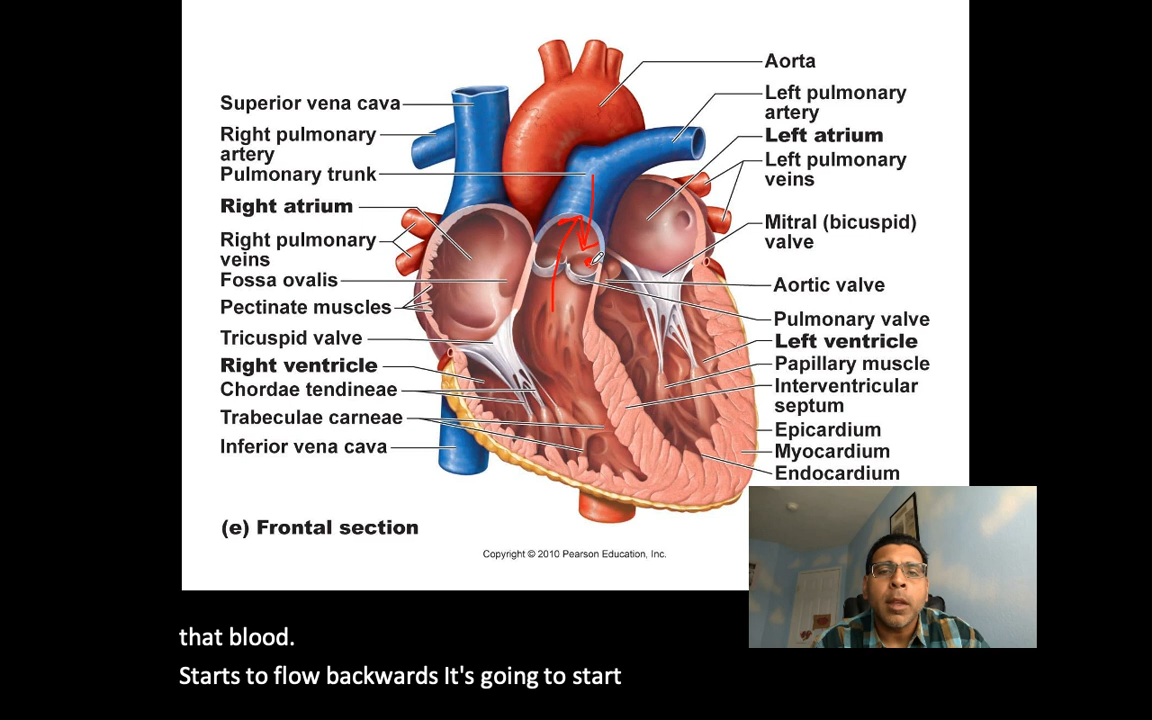 Superior vena cava
Right pulmonary
artery
Pulmonary trunk
Right atrium
Right pulmonary
veins
Fossa ovalis
Pectinate muscles
Tricuspid valve
Right ventricle
Chordae tendineae
Trabeculae carneae
Inferior vena cava
Aorta
Left pulmonary
artery
Left atrium
Left pulmonary
veins
Mitral (bicuspid)
valve
Aortic valve
Pulmonary valve
Left ventricle
Papillary muscle
Interventricular
septum
Epicardium
Myocardium
Endocardium
(e) Frontal section
Copyright © 2010 Pearson Education, Inc.
that blood.
Starts to flow backwards It's going to start